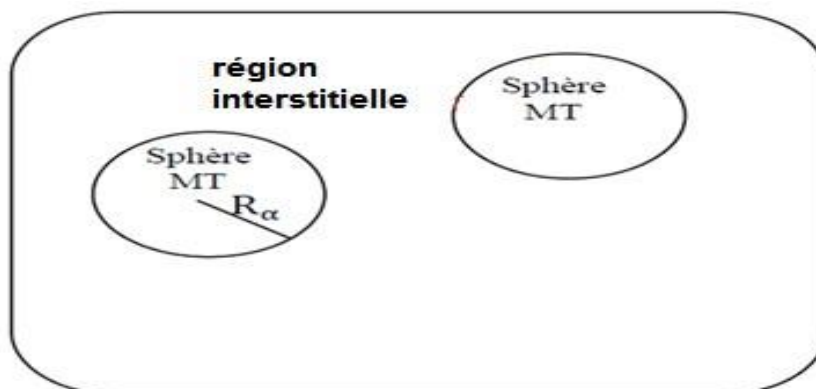 région
interstitielle
Sphère
MT
Sphère
MT
Rα